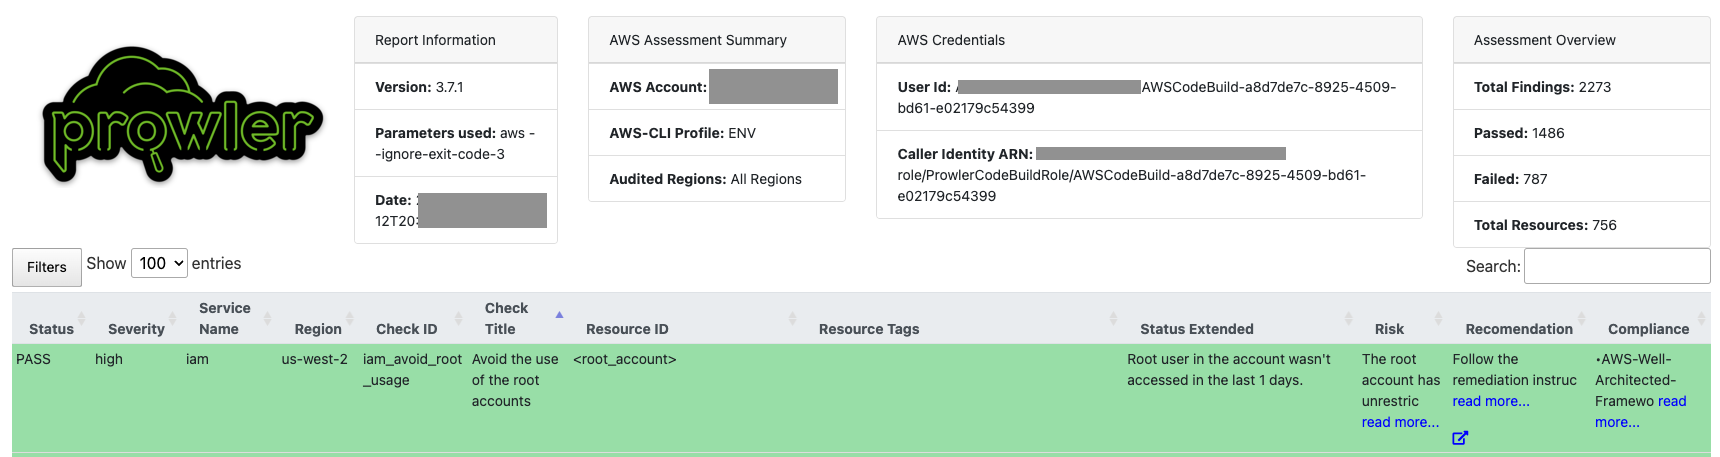 prowler
Report Information
Version: 3.7.1
Parameters used: aws -
-ignore-exit-code-3
Date:
12T20:
AWS Assessment Summary
AWS Account:
AWS-CLI Profile: ENV
Audited Regions: All Regions
AWS Credentials
User Id: AWSCodeBuild-a8d7de7c-8925-4509-
bd61-e02179c54399
Caller Identity ARN:
role/ProwlerCodeBuildRole/AWSCodeBuild-a8d7de7c-8925-4509-bd61-
e02179c54399
Assessment Overview
Total Findings: 2273
Passed: 1486
Failed: 787
Total Resources: 756
Filters Show 100 entries
Search:
Status
Severity
Service
Name
Region
Check ID
Check
Title
Resource ID
Resource Tags
Status Extended
Risk
Recomendation
Compliance
PASS
high
iam
us-west-2
iam_avoid_root
_usage
Avoid the use
of the root
accounts
<root_account>
Root user in the account wasn't
accessed in the last 1 days.
The root
account has
unrestric
read more...
Follow the
remediation instruc
read more...
•AWS-Well-
Architected-
Framewo read
more...